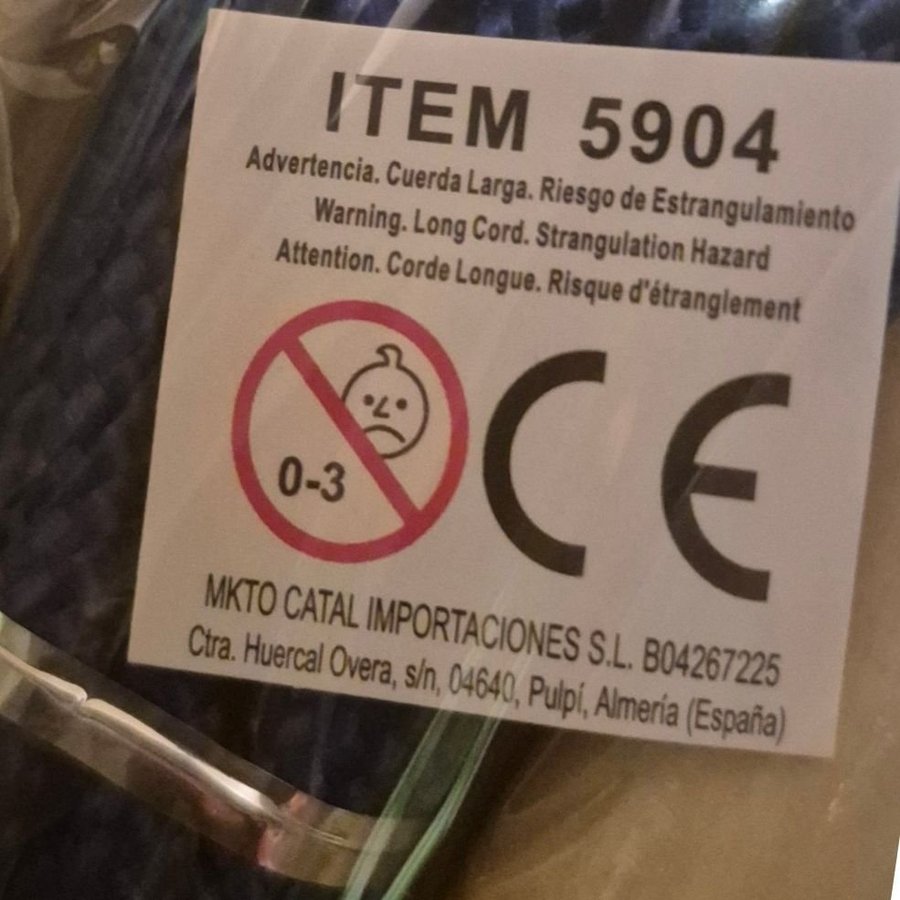 ITEM 5904
Advertencia. Cuerda Larga. Riesgo de Estrangulamiento
Warning. Long Cord. Strangulation Hazard
Attention. Corde Longue. Risque d'étranglement
0-3
CE
MKTO CATAL IMPORTACIONES S.L. B04267225
Ctra. Huercal Overa, s/n, 04640, Pulpí, Almería (España)